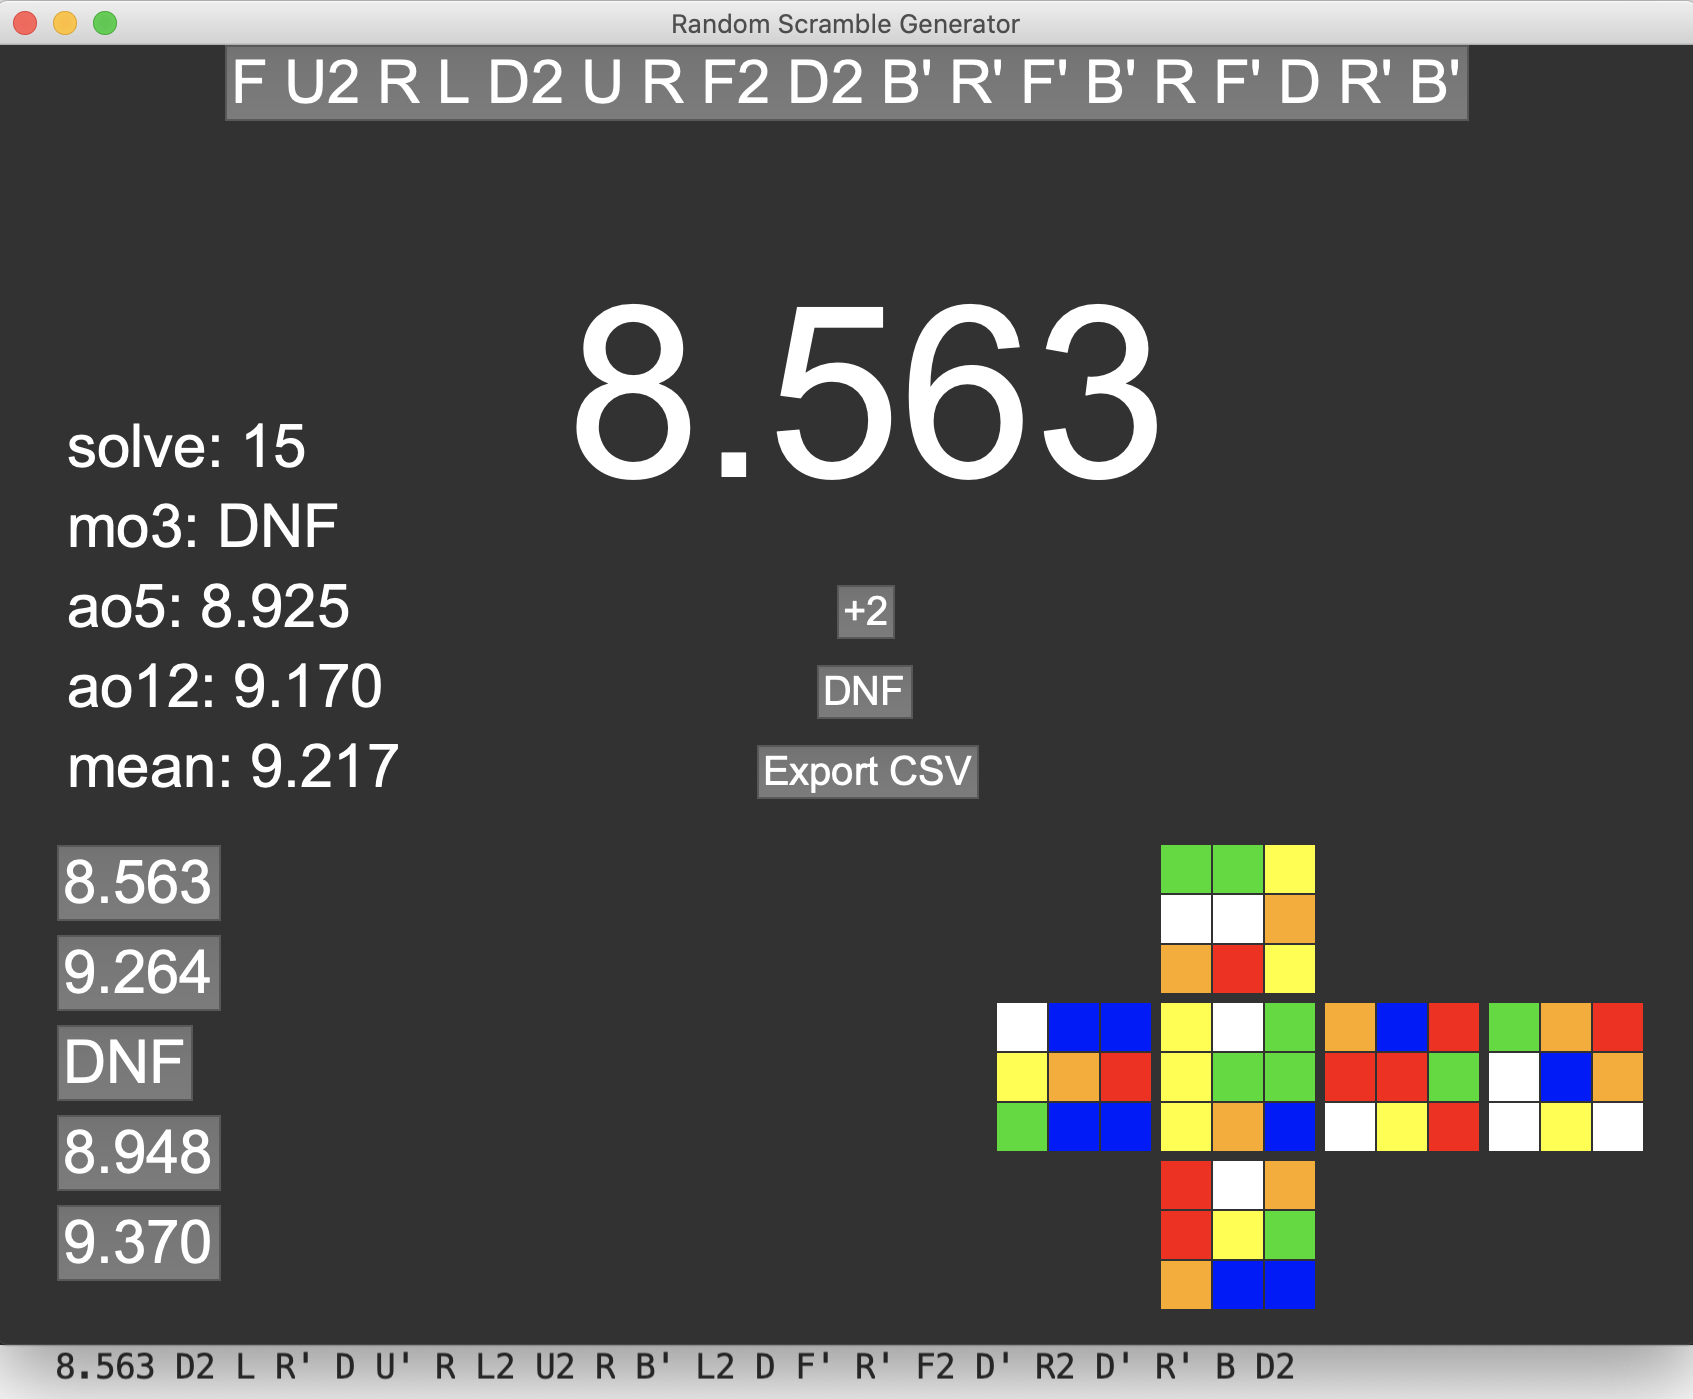 Random Scramble Generator
F U2 R L D2 U R F2 D2 B' R' F' B' R F' D R' B'
8.563
solve: 15
mo3: DNF
ao5: 8.925
ao12: 9.170
mean: 9.217
+2
DNF
Export CSV
8.563
9.264
DNF
8.948
9.370
8.563 D2 L R' D U' R L2 U2 R B' L2 D F' R' F2 D' R2 D' R' B D2